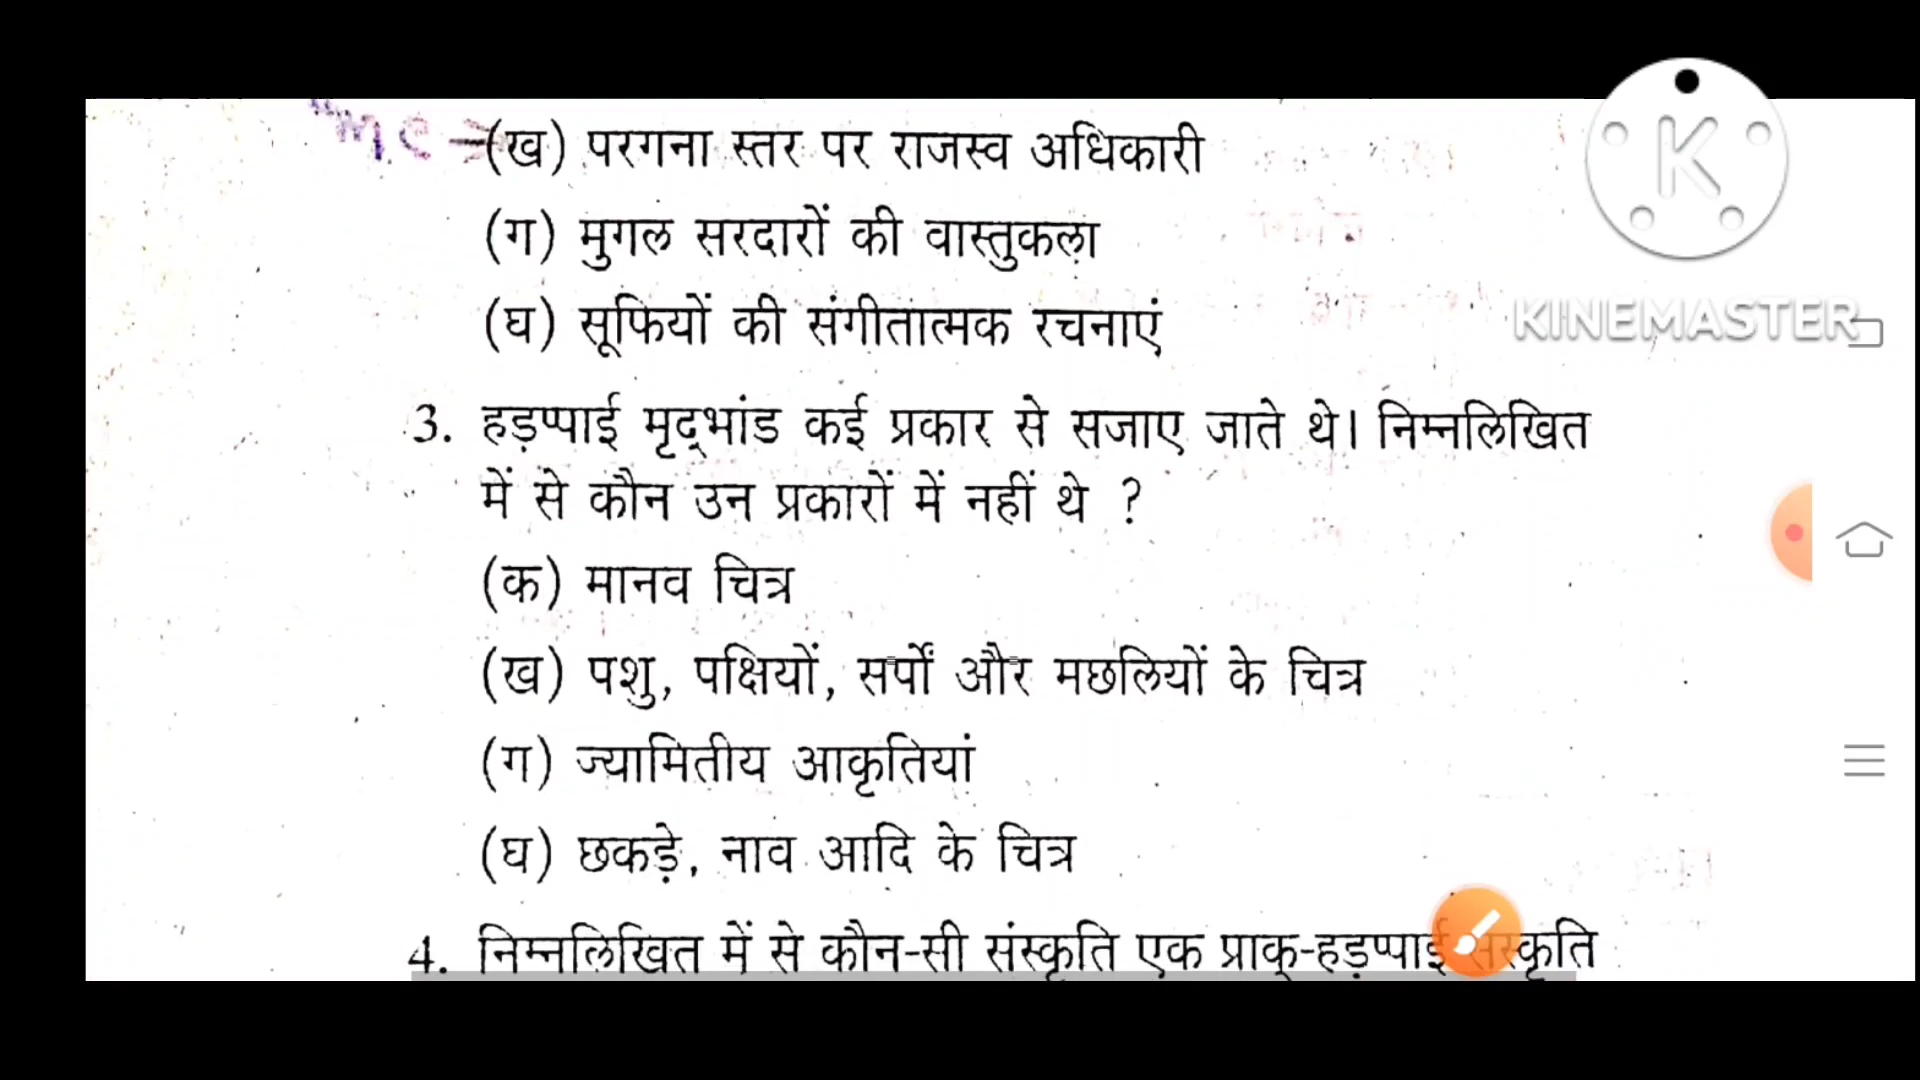 (ख) परगना स्तर पर राजस्व अधिकारी
(ग) मुगल सरदारों की वास्तुकला
(घ) सूफियों की संगीतात्मक रचनाएं
KINEMASTER
3. हड़प्पाई मृद्भांड कई प्रकार से सजाए जाते थे। निम्नलिखित
में से कौन उन प्रकारों में नहीं थे ?
(क) मानव चित्र
(ख) पशु, पक्षियों, सर्पों और मछलियों के चित्र
(ग) ज्यामितीय आकृतियां
(घ) छकड़े, नाव आदि के चित्र
4. निम्नलिखित में से कौन-सी संस्कृति एक प्राक्-हड़प्पाई संस्कृति